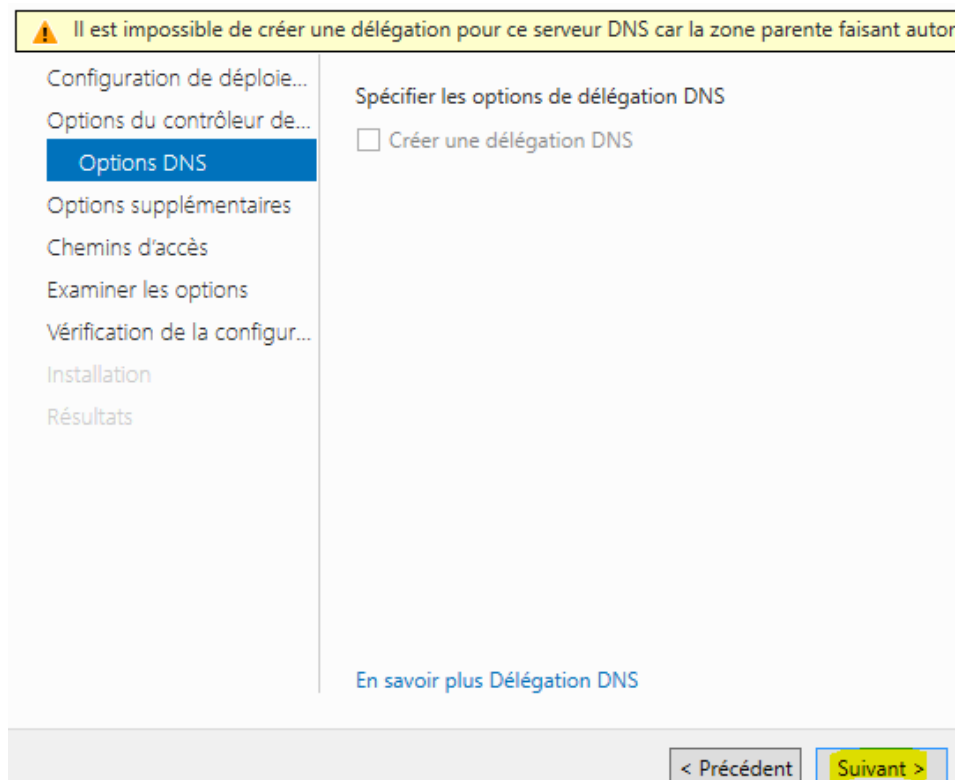 Il est impossible de créer une délégation pour ce serveur DNS car la zone parente faisant autor
Configuration de déploie...
Options du contrôleur de...
Options DNS
Options supplémentaires
Chemins d'accès
Examiner les options
Vérification de la configur...
Installation
Résultats
Spécifier les options de délégation DNS
Créer une délégation DNS
En savoir plus Délégation DNS
< Précédent
Suivant >